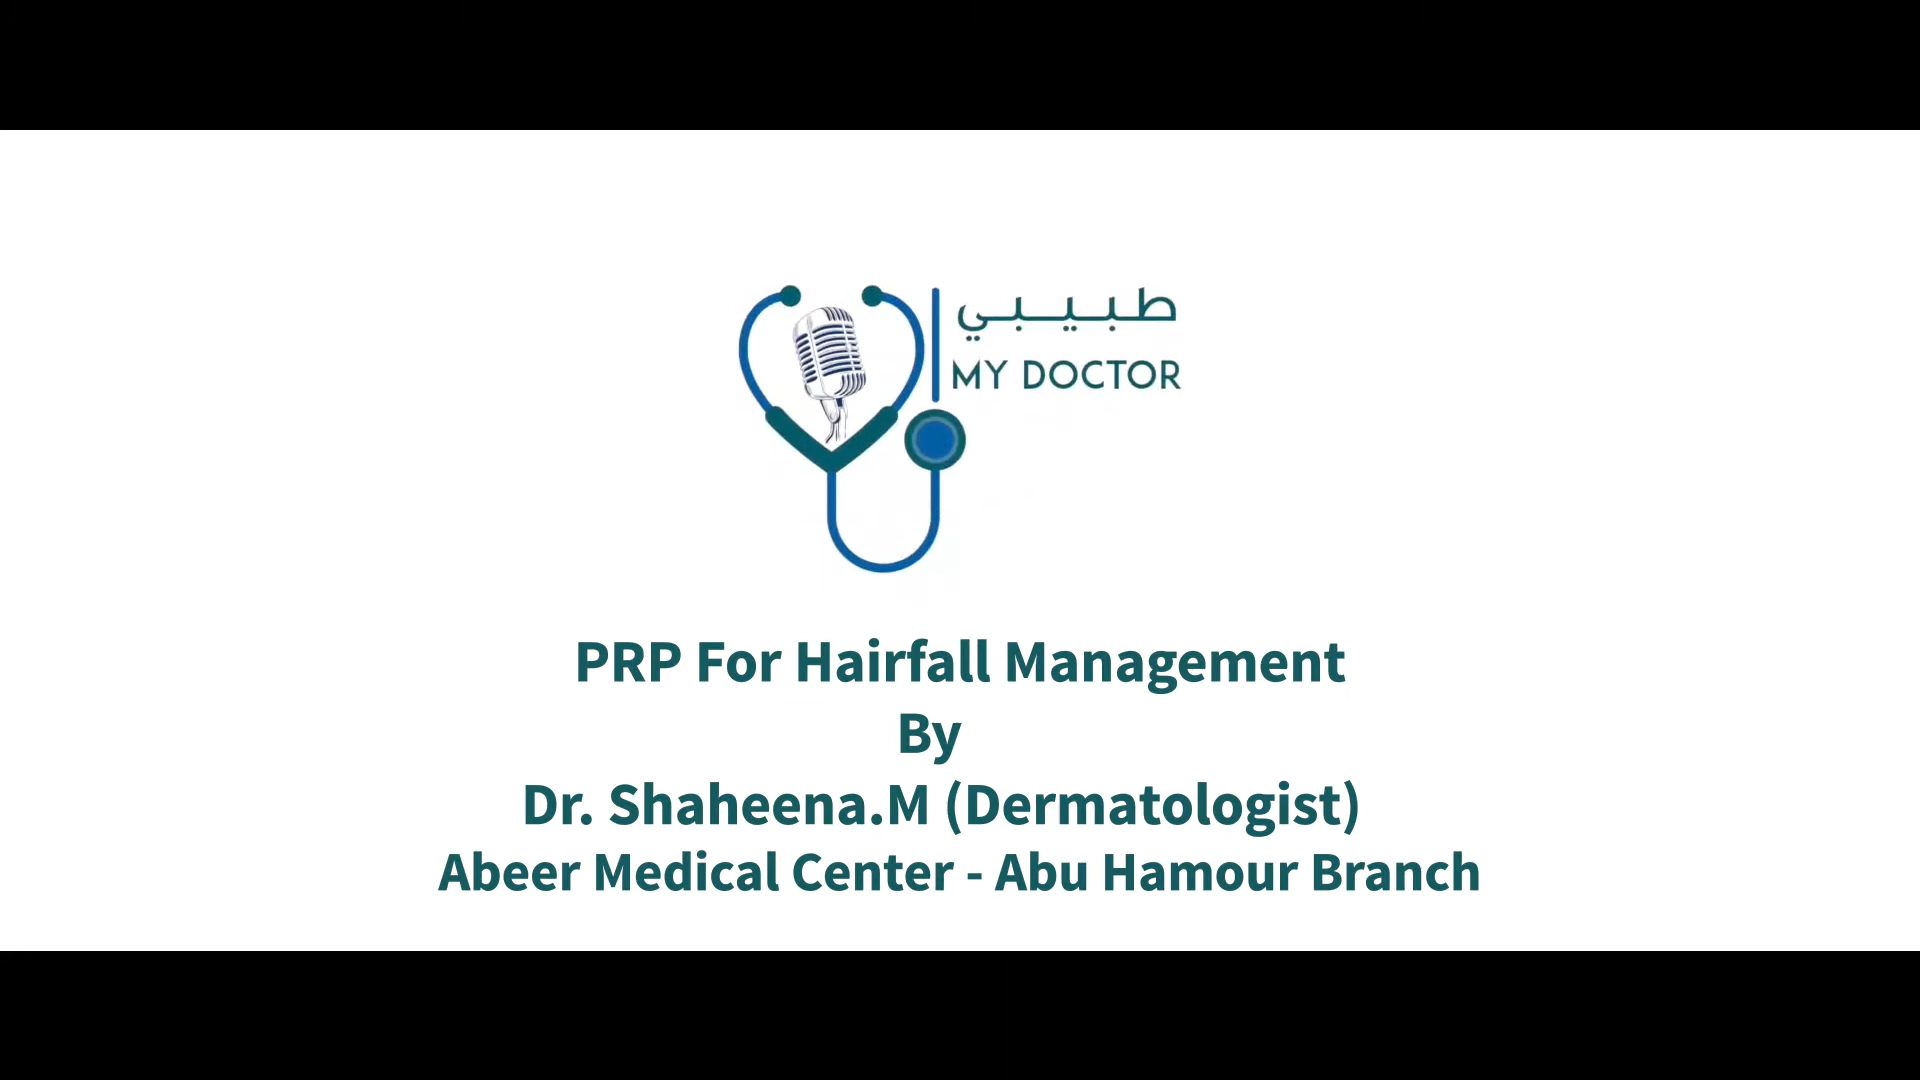 طبيبي
MY DOCTOR
PRP For Hairfall Management
By
Dr. Shaheena.M (Dermatologist)
Abeer Medical Center - Abu Hamour Branch